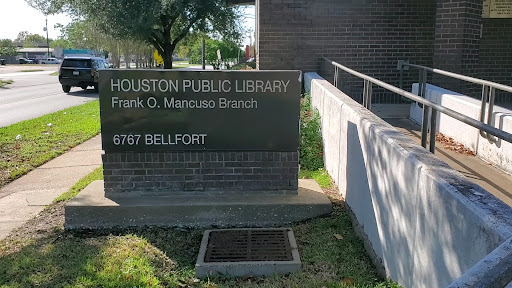 HOUSTON PUBLIC LIBRARY
Frank O. Mancuso Branch
6767 BELLFORT